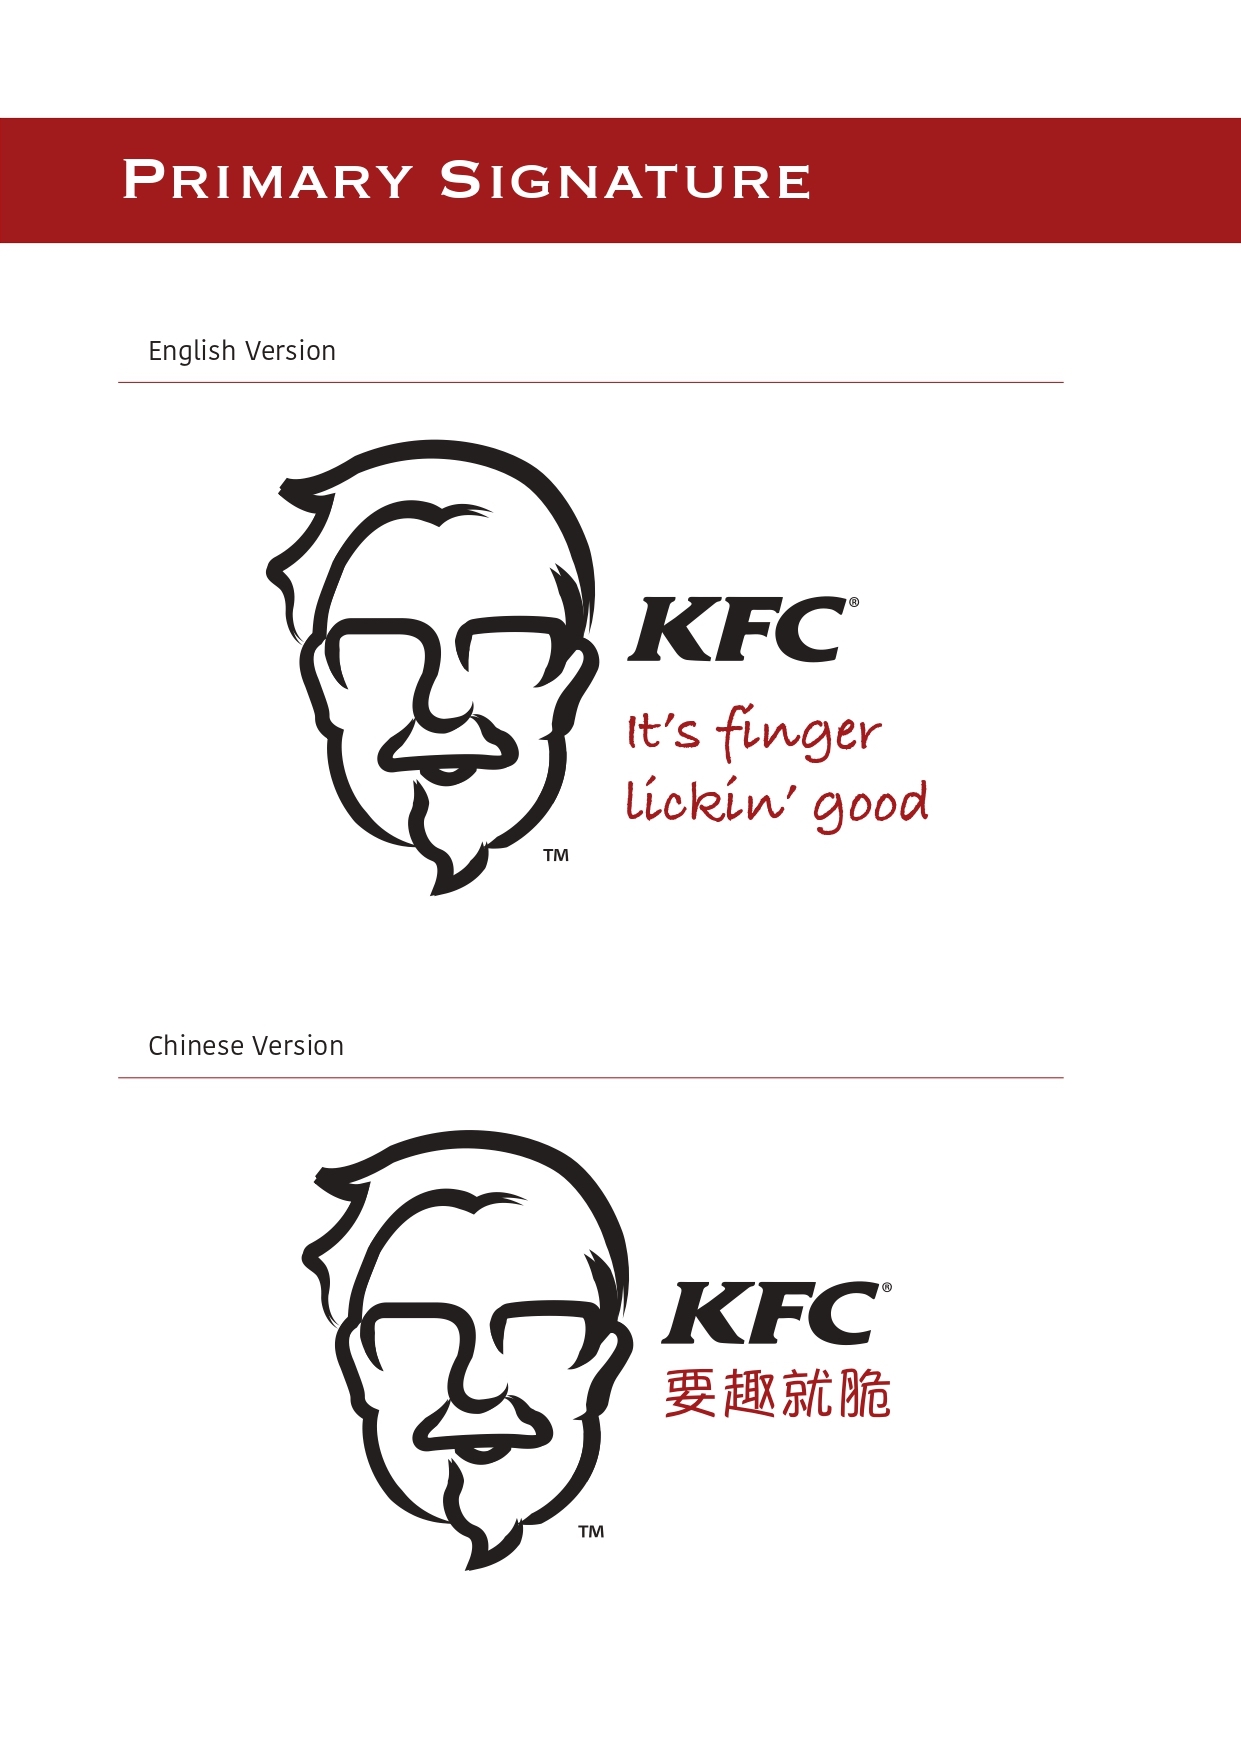 PRIMARY SIGNATURE
English Version
KFC®
It's finger
lickin' good
TM
Chinese Version
KFC®
要趣就脆
TM